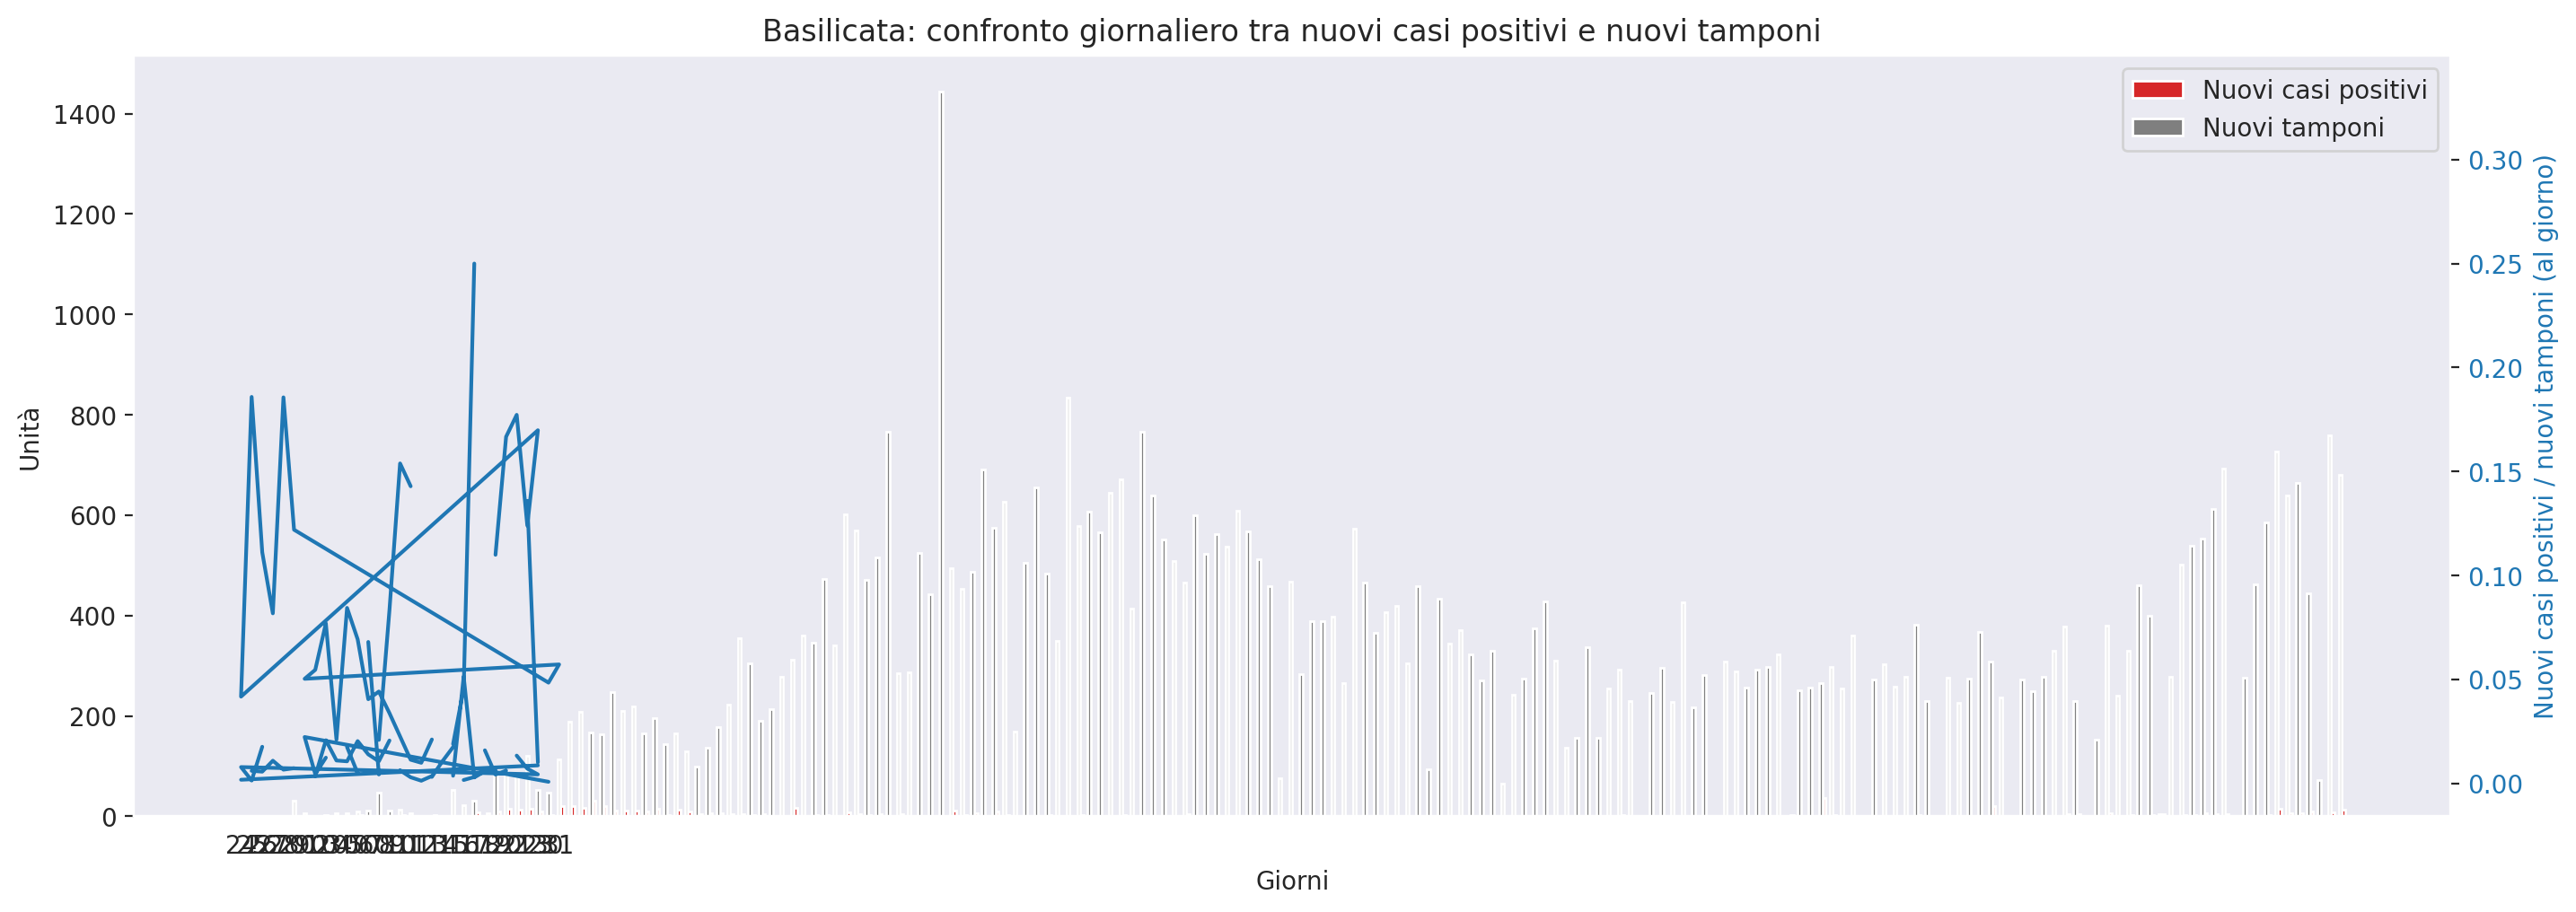 Basilicata: confronto giornaliero tra nuovi casi positivi e nuovi tamponi
Nuovi casi positivi
Nuovi tamponi
Unità
1400
1200
1000
800
600
400
200
0
0.30
0.25
0.20
0.15
0.10
0.05
0.00
Nuovi casi positivi / nuovi tamponi (al giorno)
Giorni